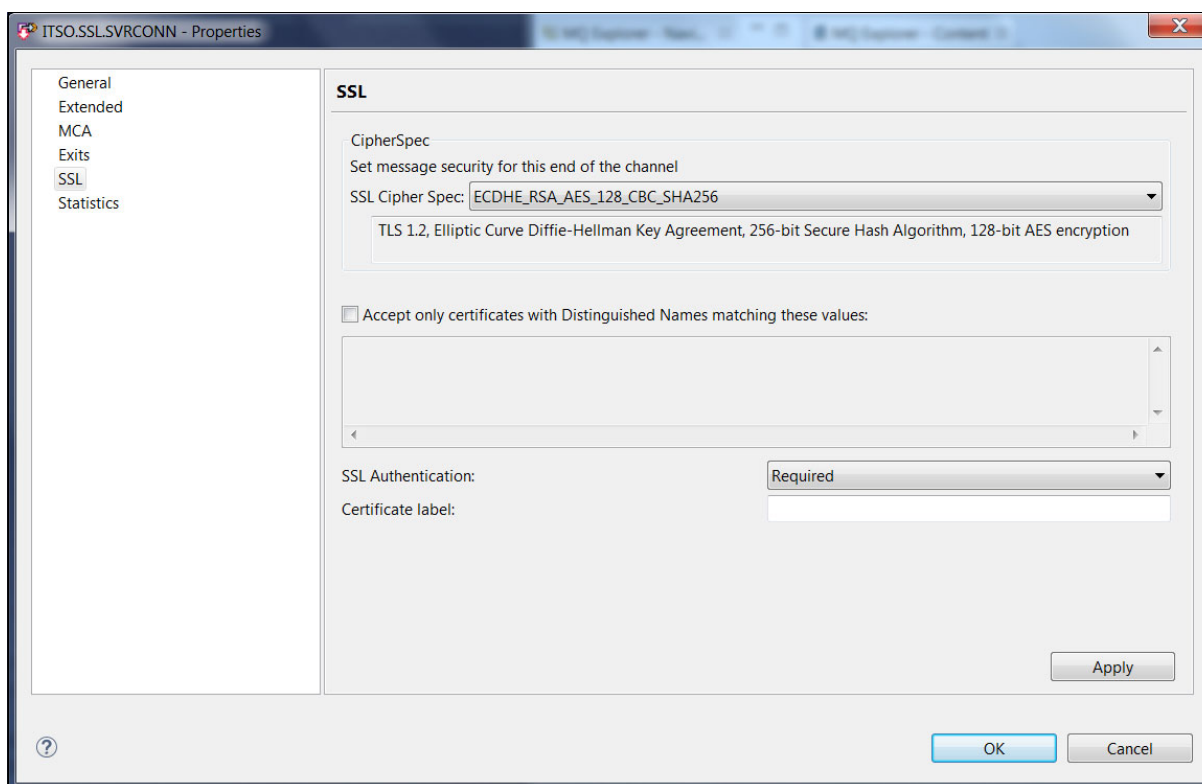 ITSO.SSL.SVRCONN - Properties
General
Extended
MCA
Exits
SSL
Statistics
SSL
CipherSpec
Set message security for this end of the channel
SSL Cipher Spec: ECDHE_RSA_AES_128_CBC_SHA256
TLS 1.2, Elliptic Curve Diffie-Hellman Key Agreement, 256-bit Secure Hash Algorithm, 128-bit AES encryption
Accept only certificates with Distinguished Names matching these values:
SSL Authentication: Required
Certificate label:
Apply
OK Cancel